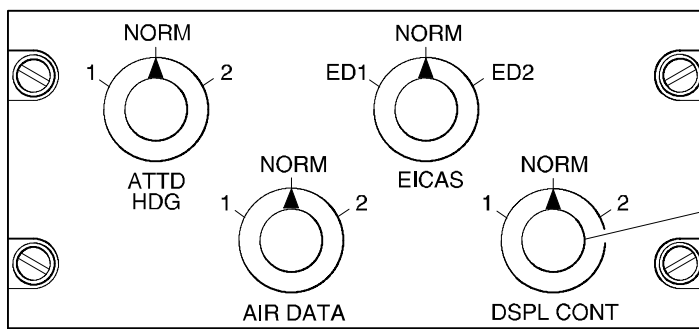 NORM
1 2
ATTD
HDG
NORM
ED1 ED2
EICAS
NORM
1 2
AIR DATA
NORM
1 2
DSPL CONT